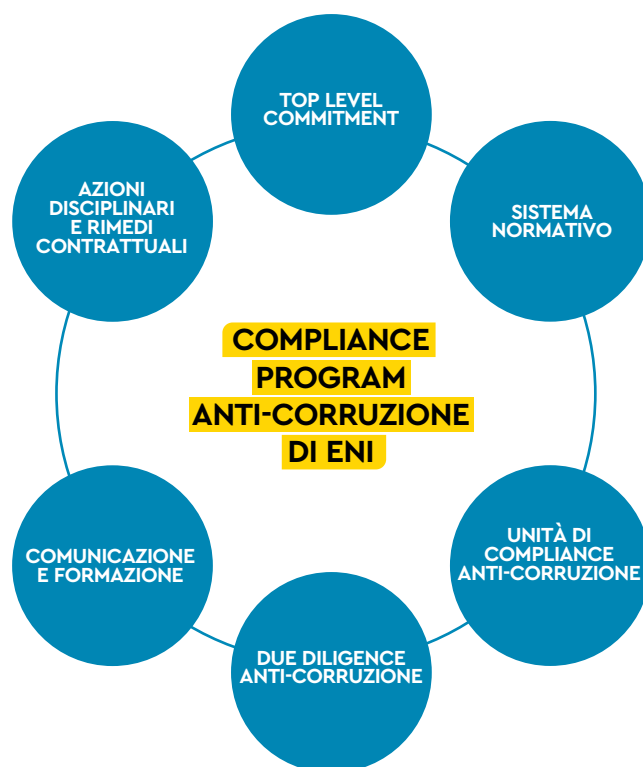 TOP LEVEL
COMMITMENT
SISTEMA
NORMATIVO
UNITÀ DI
COMPLIANCE
ANTI-CORRUZIONE
DUE DILIGENCE
ANTI-CORRUZIONE
COMUNICAZIONE
E FORMAZIONE
AZIONI
DISCIPLINARI
E RIMEDI
CONTRATTUALI
COMPLIANCE
PROGRAM
ANTI-CORRUZIONE
DI ENI